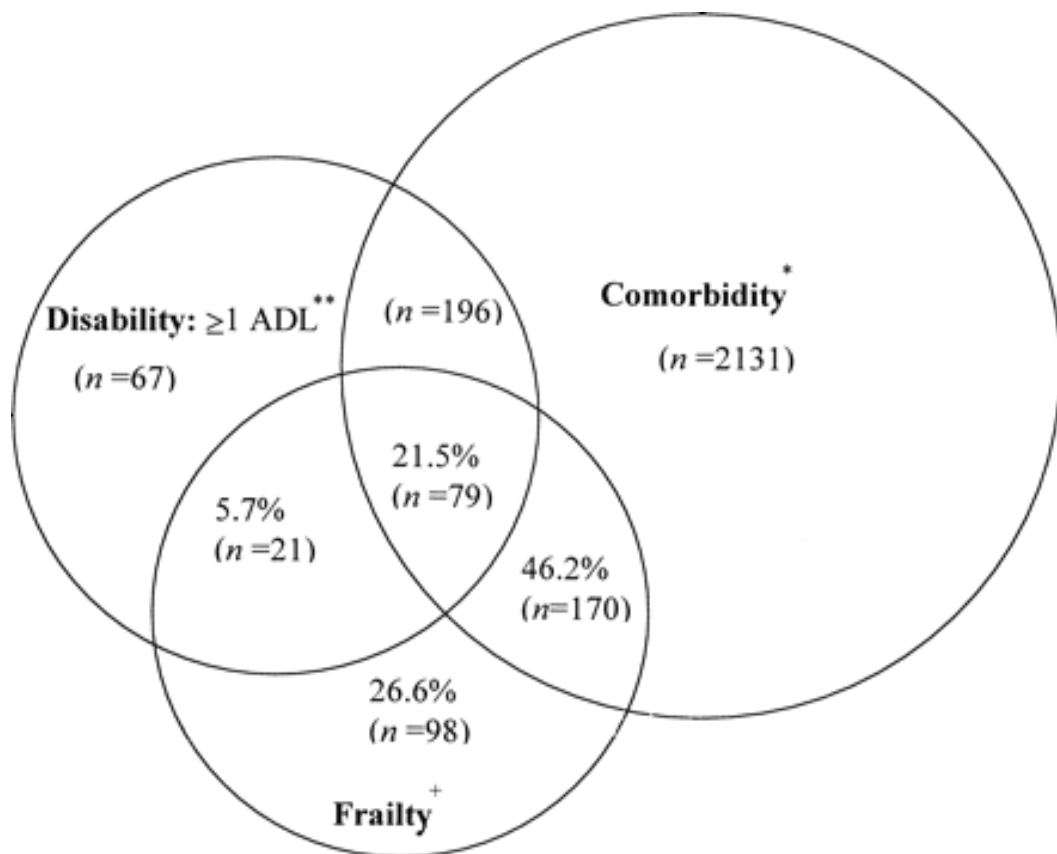 Comorbidity*
(n =2131)
Disability: ≥1 ADL**
(n =67)
(n =196)
21.5%
(n =79)
5.7%
(n =21)
46.2%
(n=170)
26.6%
(n =98)
Frailty+